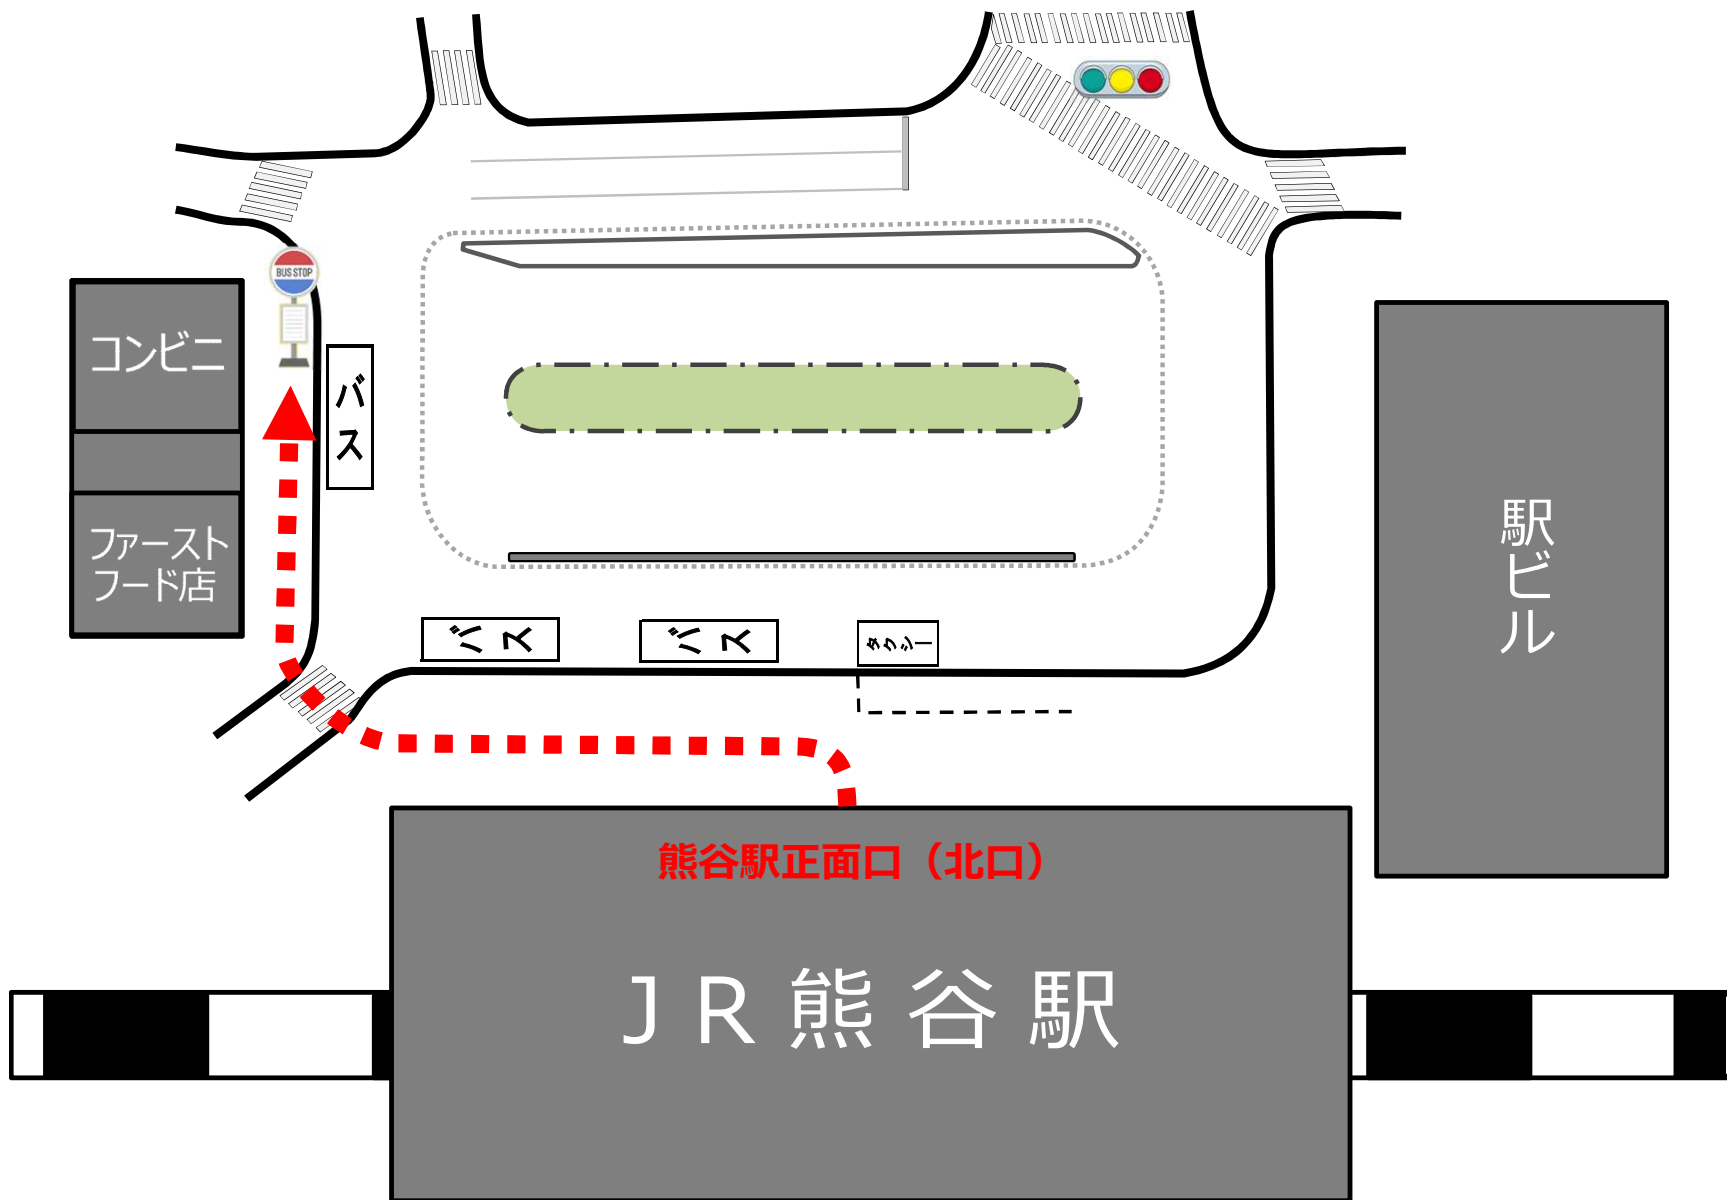 BUS STOP
コンビニ
バス
ファースト
フード店
バス
バス
タクシー
駅ビル
熊谷駅正面口（北口）
ＪＲ熊谷駅